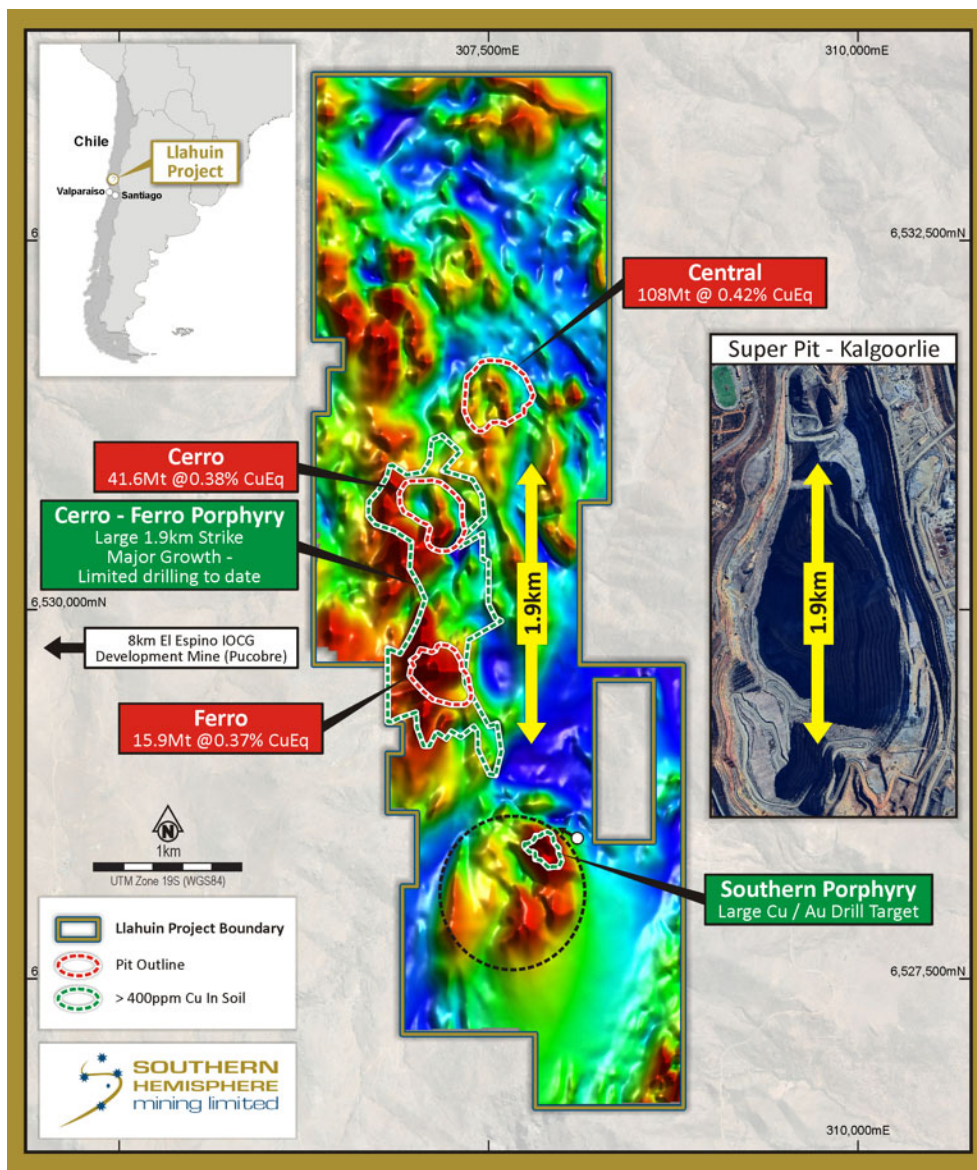 307,500mE
310,000mE
Chile
Llahuin
Project
Valparaiso
Santiago
6,532,500mN
Central
108Mt @ 0.42% CuEq
Super Pit - Kalgoorlie
Cerro
41.6Mt @0.38% CuEq
Cerro - Ferro Porphyry
Large 1.9km Strike
Major Growth -
Limited drilling to date
1.9km
1.9km
6,530,000mN
8km El Espino IOCG
Development Mine (Pucobre)
Ferro
15.9Mt @0.37% CuEq
N
1km
UTM Zone 19S (WGS84)
Southern Porphyry
Large Cu / Au Drill Target
Llahuin Project Boundary
Pit Outline
> 400ppm Cu In Soil
6,527,500mN
SOUTHERN
HEMISPHERE
mining limited
310,000mE